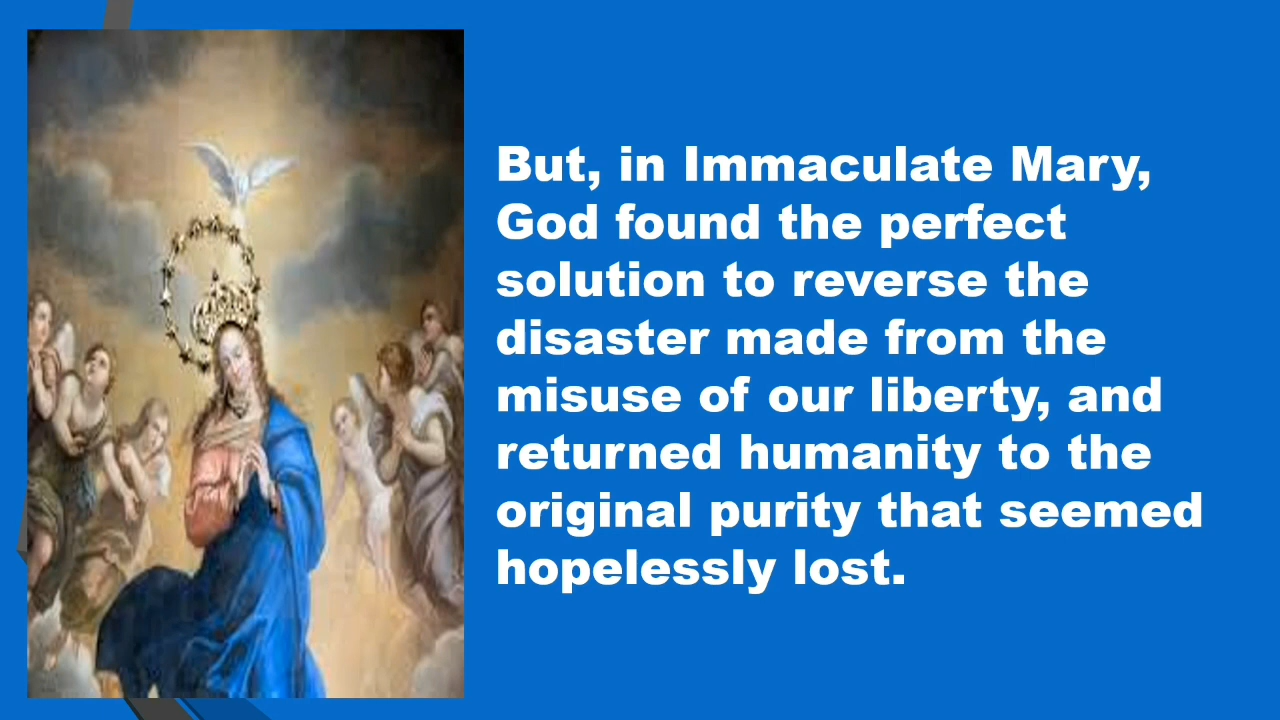 But, in Immaculate Mary,
God found the perfect
solution to reverse the
disaster made from the
misuse of our liberty, and
returned humanity to the
original purity that seemed
hopelessly lost.